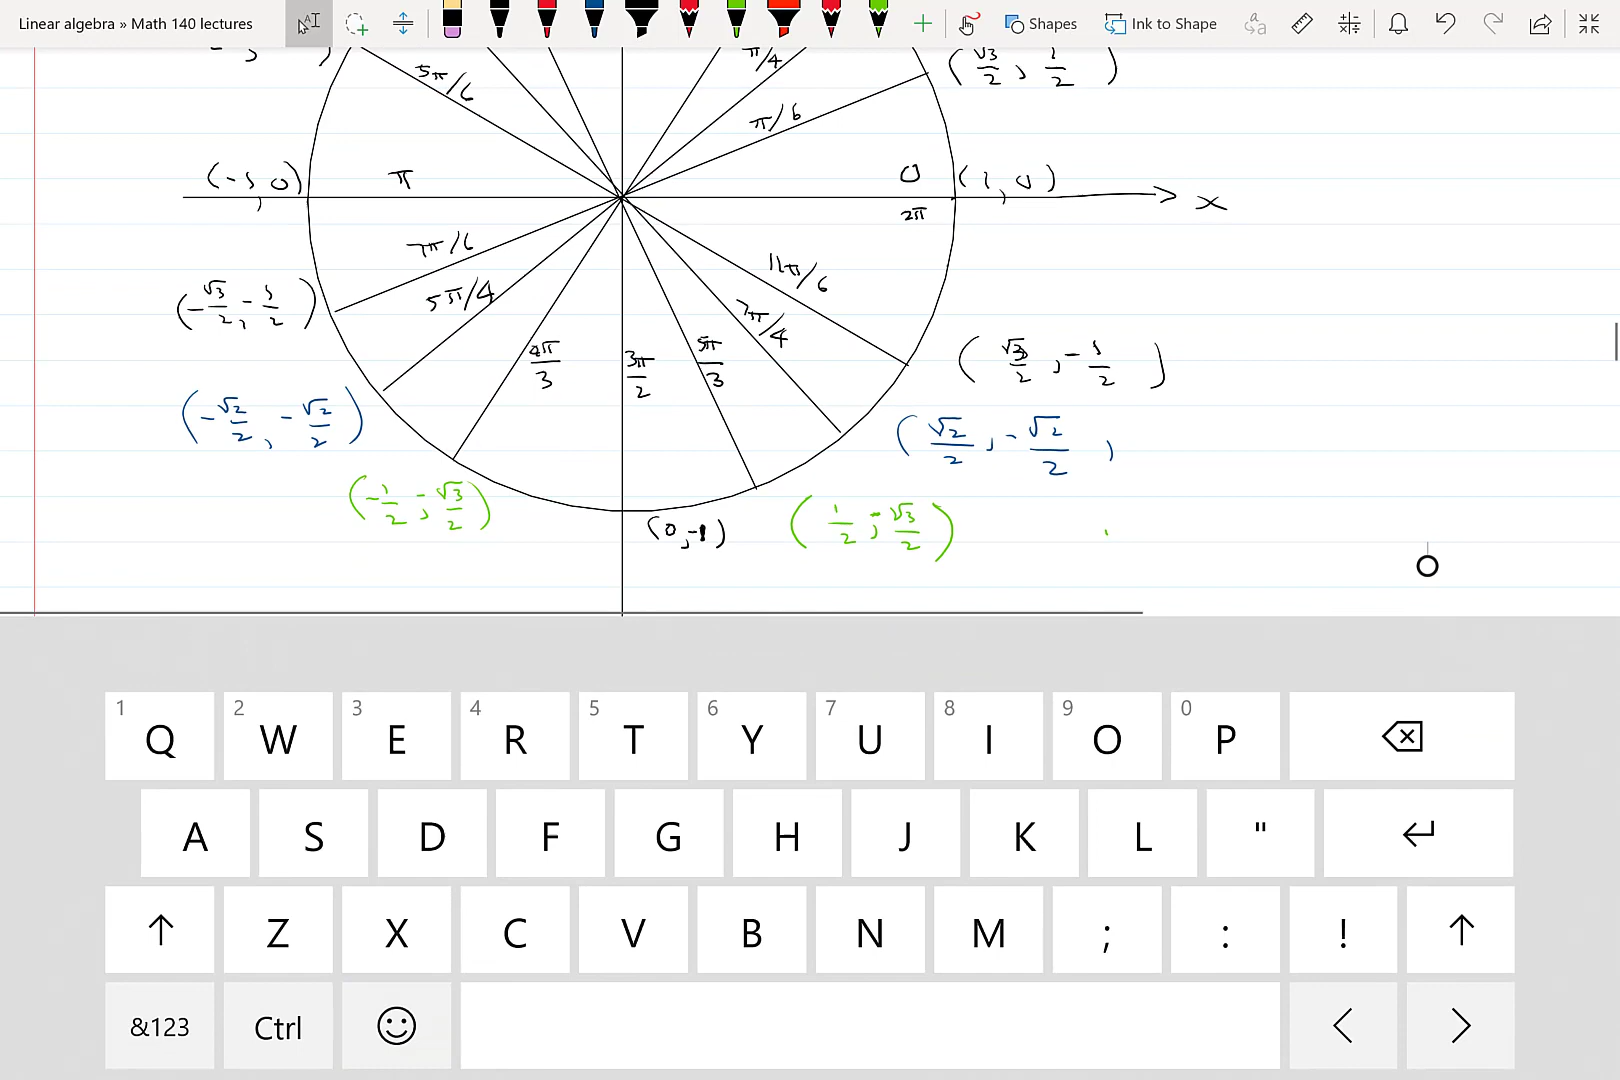 Linear algebra » Math 140 lectures
Shapes
Ink to Shape
5π/6
π/4
(√3/2, 1/2)
π/6
(-1, 0)
π
0
(1, 0)
2π
x
7π/6
11π/6
(-√3/2, -1/2)
5π/4
7π/4
4π/3
3π/2
5π/3
(√3/2, -1/2)
(-√2/2, -√2/2)
(√2/2, -√2/2,
(-1/2, -√3/2)
(0, -1)
(1/2, -√3/2)
1 2 3 4 5 6 7 8 9 0
Q W E R T Y U I O P
A S D F G H J K L "
Z X C V B N M ; : !
&123 Ctrl